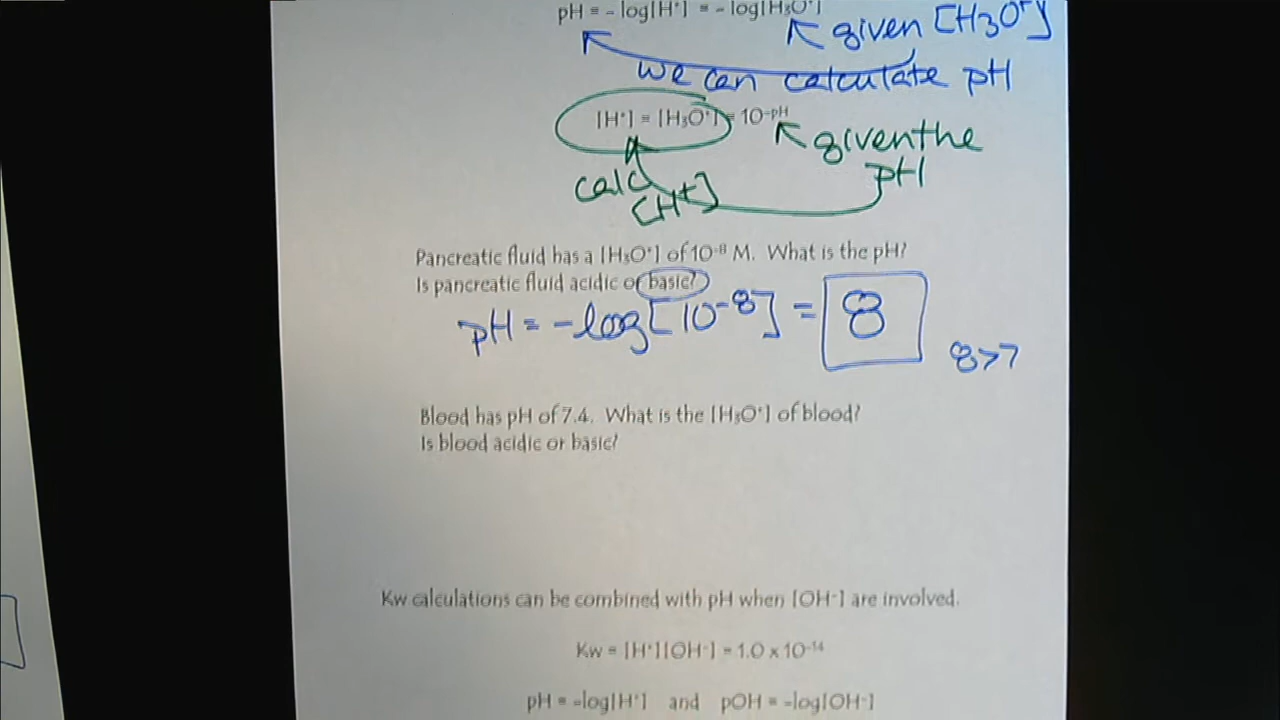 pH = - log[H⁺] = - log[H₃O⁺]
given [H3O⁺]
we can calculate pH
[H⁺] = [H₃O⁺] = 10⁻ᵖᴴ
given the
pH
calc
[H⁺]
Pancreatic fluid has a [H₃O⁺] of 10⁻⁸ M. What is the pH?
Is pancreatic fluid acidic or basic?
pH = -log[10⁻⁸] = 8
8>7
Blood has pH of 7.4. What is the [H₃O⁺] of blood?
Is blood acidic or basic?
Kw calculations can be combined with pH when [OH⁻] are involved.
Kw = [H⁺][OH⁻] = 1.0 x 10⁻¹⁴
pH = -log[H⁺] and pOH = -log[OH⁻]